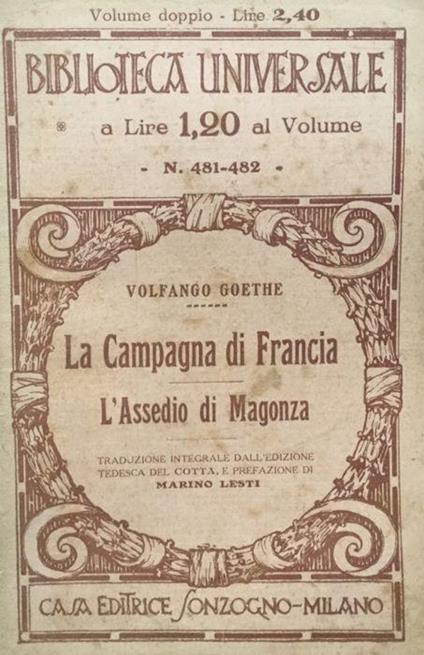 Volume doppio - Lire 2,40
BIBLIOTECA UNIVERSALE
a Lire 1,20 al Volume
- N. 481-482 -
VOLFANGO GOETHE
La Campagna di Francia
L'Assedio di Magonza
TRADUZIONE INTEGRALE DALL'EDIZIONE
TEDESCA DEL COTTA, E PREFAZIONE DI
MARINO LESTI
CASA EDITRICE SONZOGNO-MILANO